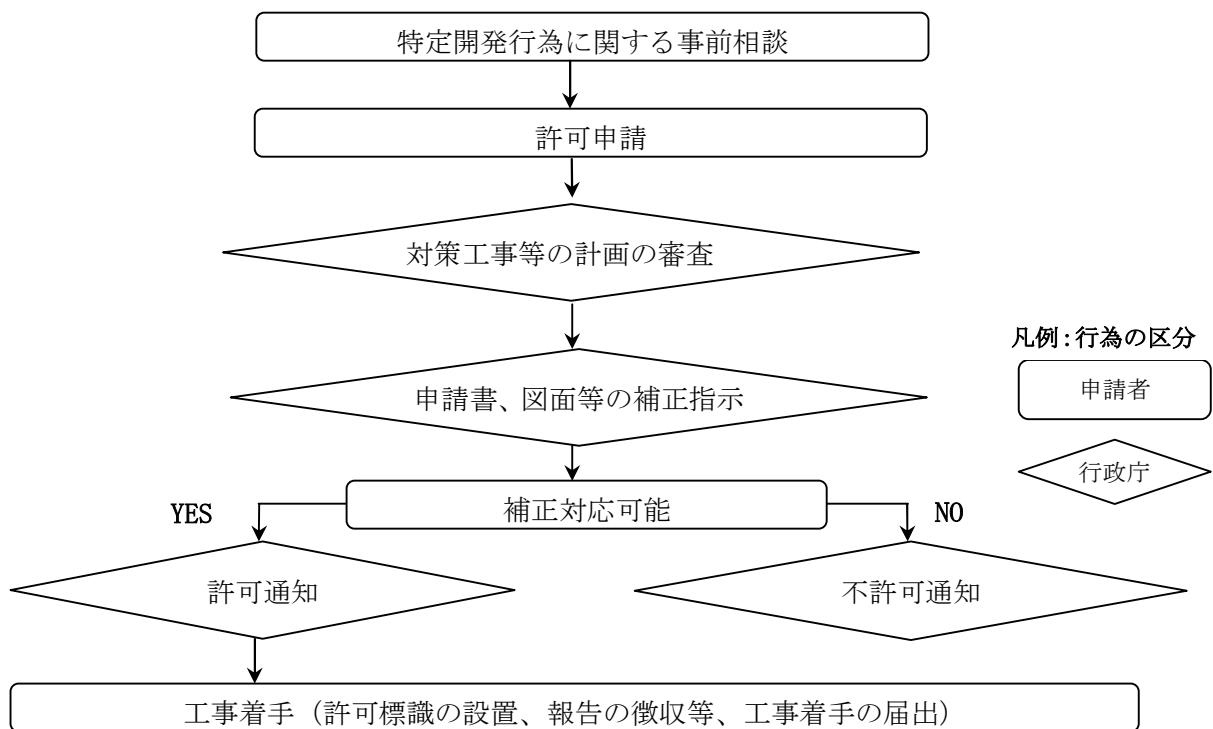 特定開発行為に関する事前相談
許可申請
対策工事等の計画の審査
申請書、図面等の補正指示
凡例:行為の区分
申請者
行政庁
補正対応可能
YES
NO
許可通知
不許可通知
工事着手（許可標識の設置、報告の徴収等、工事着手の届出）